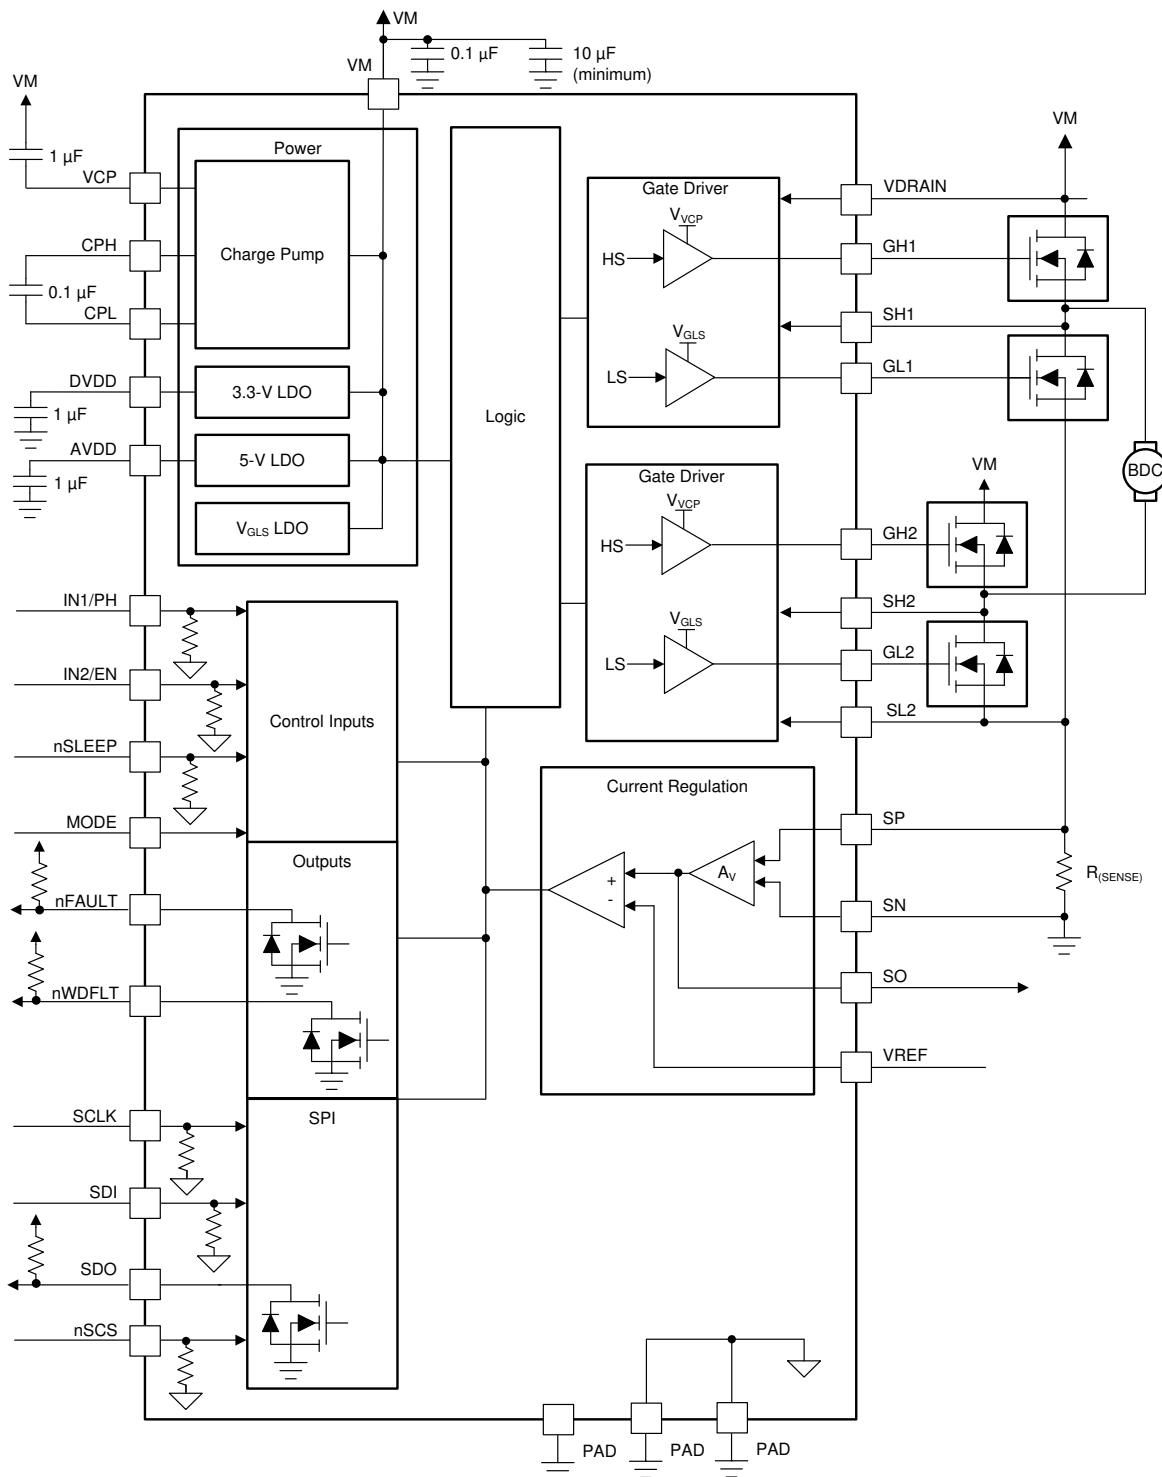 VM
VM
0.1 µF
10 µF
(minimum)
VM
1 µF
VCP
CPH
0.1 µF
CPL
DVDD
1 µF
AVDD
1 µF
Power
Charge Pump
3.3-V LDO
5-V LDO
VGLS LDO
Logic
Gate Driver
VVCP
HS
VGLS
LS
Gate Driver
VVCP
HS
VGLS
LS
VM
VDRAIN
GH1
SH1
GL1
BDC
VM
GH2
SH2
GL2
SL2
IN1/PH
IN2/EN
nSLEEP
MODE
nFAULT
nWDFLT
Control Inputs
Outputs
Current Regulation
+
-
AV
SP
R(SENSE)
SN
SO
VREF
SCLK
SDI
SDO
nSCS
SPI
PAD
PAD
PAD